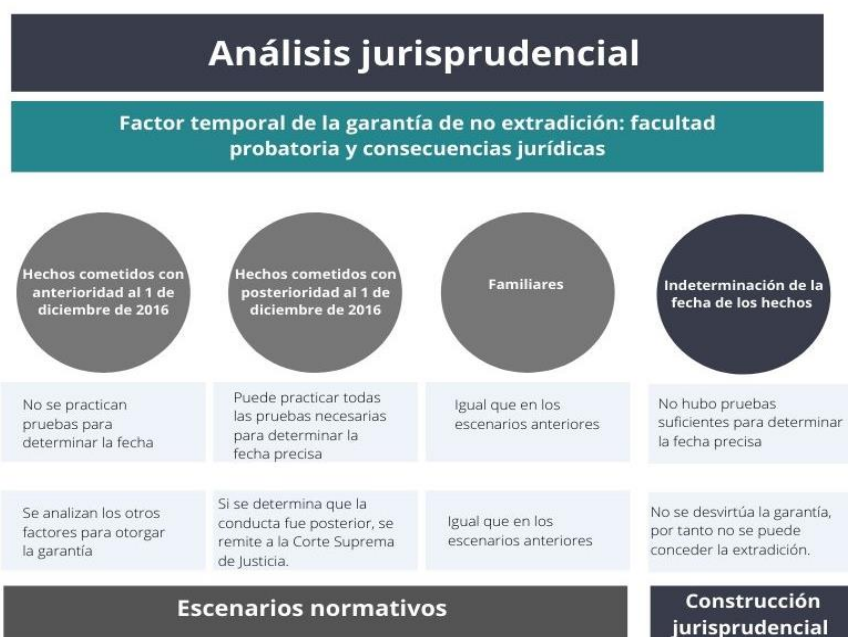 Análisis jurisprudencial
Factor temporal de la garantía de no extradición: facultad
probatoria y consecuencias jurídicas
Hechos cometidos con
anterioridad al 1 de
diciembre de 2016
Hechos cometidos con
posterioridad al 1 de
diciembre de 2016
Familiares
Indeterminación de la
fecha de los hechos
No se practican
pruebas para
determinar la fecha
Puede practicar todas
las pruebas necesarias
para determinar la
fecha precisa
Igual que en los
escenarios anteriores
No hubo pruebas
suficientes para determinar
la fecha precisa
Se analizan los otros
factores para otorgar
la garantía
Si se determina que la
conducta fue posterior, se
remite a la Corte Suprema
de Justicia.
Igual que en los
escenarios anteriores
No se desvirtúa la garantía,
por tanto no se puede
conceder la extradición.
Escenarios normativos
Construcción
jurisprudencial